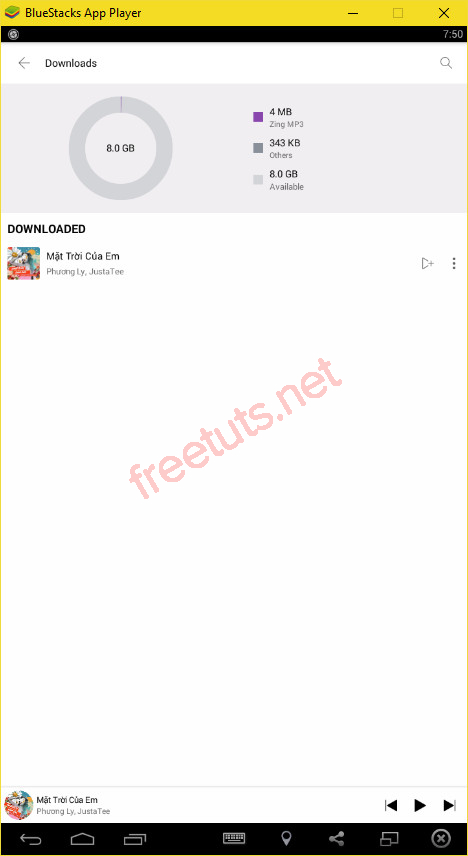 BlueStacks App Player
7:50
Downloads
8.0 GB
4 MB
Zing MP3
343 KB
Others
8.0 GB
Available
DOWNLOADED
Mặt Trời Của Em
Phương Ly, JustaTee
freetuts.net
Mặt Trời Của Em
Phương Ly, JustaTee